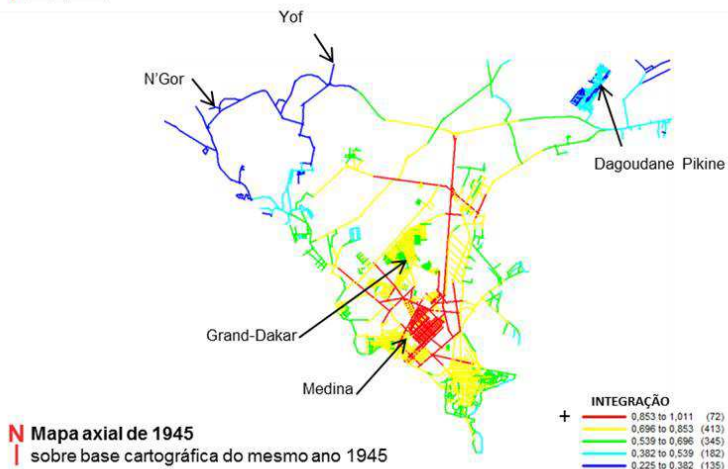 Yof
N'Gor
Dagoudane Pikine
Grand-Dakar
Medina
INTEGRAÇÃO
+
0,853 to 1,011 (72)
0,696 to 0,853 (413)
0,539 to 0,696 (345)
0,382 to 0,539 (182)
0,225 to 0,382 (135)
N Mapa axial de 1945
sobre base cartográfica do mesmo ano 1945